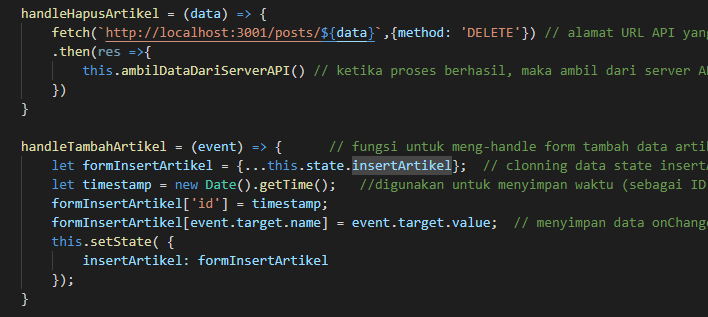 handleHapusArtikel = (data) => {
fetch(`http://localhost:3001/posts/${data}`,{method: 'DELETE'}) // alamat URL API yang
.then(res =>{
this.ambilDataDariServerAPI() // ketika proses berhasil, maka ambil dari server AP
})
}
handleTambahArtikel = (event) => { // fungsi untuk meng-handle form tambah data artik
let formInsertArtikel = {...this.state.insertArtikel}; // clonning data state insertA
let timestamp = new Date().getTime(); //digunakan untuk menyimpan waktu (sebagai ID
formInsertArtikel['id'] = timestamp;
formInsertArtikel[event.target.name] = event.target.value; // menyimpan data onChange
this.setState( {
insertArtikel: formInsertArtikel
});
}